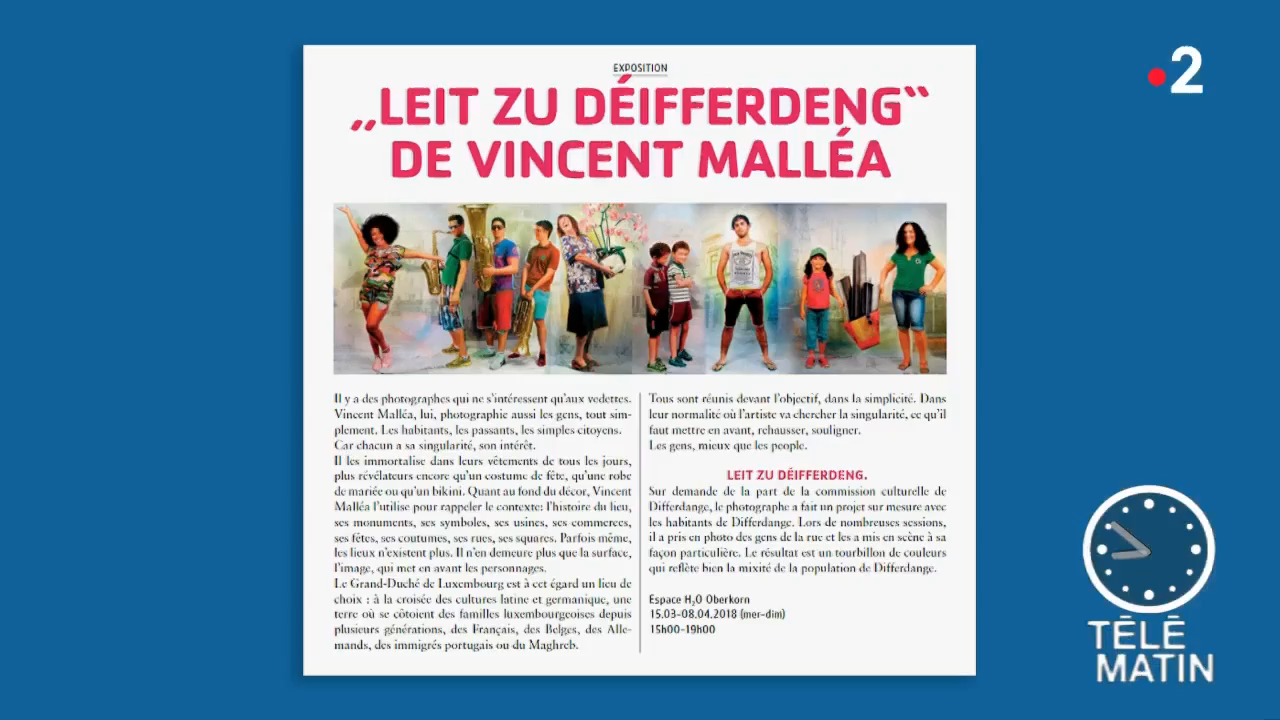 EXPOSITION
„LEIT ZU DÉIFFERDENG“
DE VINCENT MALLÉA
2
Il y a des photographes qui ne s'intéressent qu'aux vedettes.
Vincent Malléa, lui, photographie aussi les gens, tout sim-
plement. Les habitants, les passants, les simples citoyens.
Car chacun a sa singularité, son intérêt.
Il les immortalise dans leurs vêtements de tous les jours,
plus révélateurs encore qu'un costume de fête, qu'une robe
de mariée ou qu'un bikini. Quant au fond du décor, Vincent
Malléa l'utilise pour rappeler le contexte: l'histoire du lieu,
ses monuments, ses symboles, ses usines, ses commerces,
ses fêtes, ses coutumes, ses rues, ses squares. Parfois même,
les lieux n'existent plus. Il n'en demeure plus que la surface,
l'image, qui met en avant les personnages.
Le Grand-Duché de Luxembourg est à cet égard un lieu de
choix : à la croisée des cultures latine et germanique, une
terre où se côtoient des familles luxembourgeoises depuis
plusieurs générations, des Français, des Belges, des Alle-
mands, des immigrés portugais ou du Maghreb.
Tous sont réunis devant l'objectif, dans la simplicité. Dans
leur normalité où l'artiste va chercher la singularité, ce qu'il
faut mettre en avant, rehausser, souligner.
Les gens, mieux que les people.
LEIT ZU DÉIFFERDENG.
Sur demande de la part de la commission culturelle de
Differdange, le photographe a fait un projet sur mesure avec
les habitants de Differdange. Lors de nombreuses sessions,
il a pris en photo des gens de la rue et les a mis en scène à sa
façon particulière. Le résultat est un tourbillon de couleurs
qui reflète bien la mixité de la population de Differdange.
Espace H₂O Oberkorn
15.03-08.04.2018 (mer-dim)
15h00-19h00
TÉLÉ
MATIN